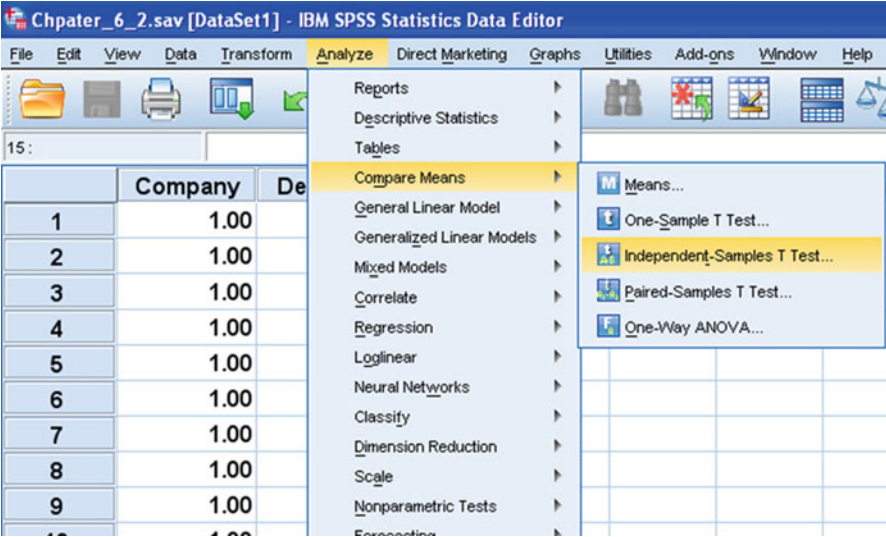 Chpater_6_2.sav [DataSet1] - IBM SPSS Statistics Data Editor
File Edit View Data Transform Analyze Direct Marketing Graphs Utilities Add-ons Window Help
15 :
Company De
1 1.00
2 1.00
3 1.00
4 1.00
5 1.00
6 1.00
7 1.00
8 1.00
9 1.00
Reports
Descriptive Statistics
Tables
Compare Means
General Linear Model
Generalized Linear Models
Mixed Models
Correlate
Regression
Loglinear
Neural Networks
Classify
Dimension Reduction
Scale
Nonparametric Tests
Forecasting
Means...
One-Sample T Test...
Independent-Samples T Test...
Paired-Samples T Test...
One-Way ANOVA...